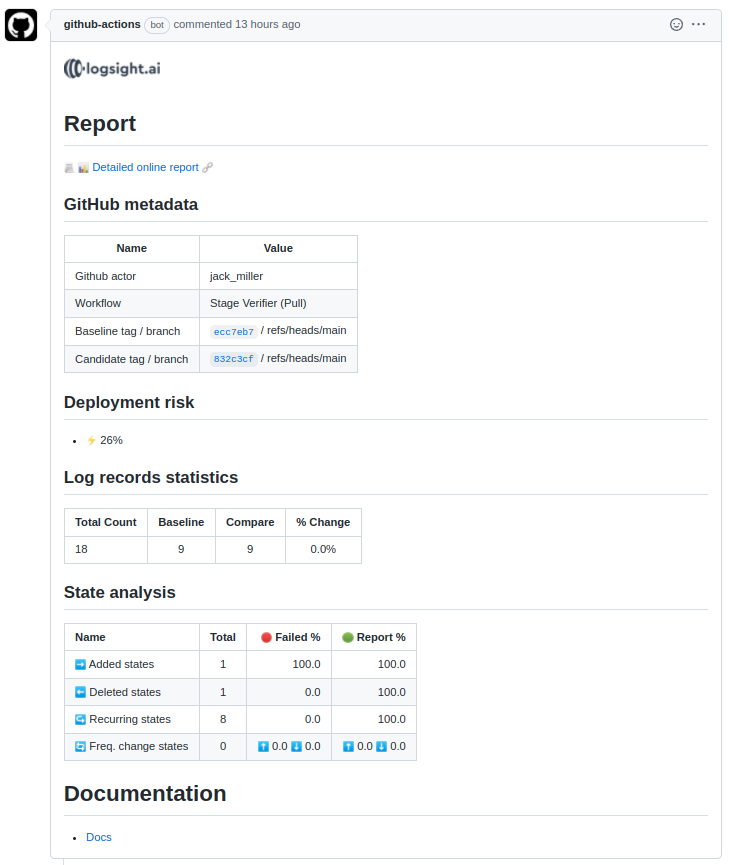 github-actions bot commented 13 hours ago
logsight.ai
Report
Detailed online report
GitHub metadata
Name Value
Github actor jack_miller
Workflow Stage Verifier (Pull)
Baseline tag / branch ecc7eb7 / refs/heads/main
Candidate tag / branch 832c3cf / refs/heads/main
Deployment risk
• ⚡ 26%
Log records statistics
Total Count Baseline Compare % Change
18 9 9 0.0%
State analysis
Name Total 🔴 Failed % 🟢 Report %
➡️ Added states 1 100.0 100.0
⬅️ Deleted states 1 0.0 100.0
↪️ Recurring states 8 0.0 100.0
🔄 Freq. change states 0 ⬆️ 0.0 ⬇️ 0.0 ⬆️ 0.0 ⬇️ 0.0
Documentation
• Docs